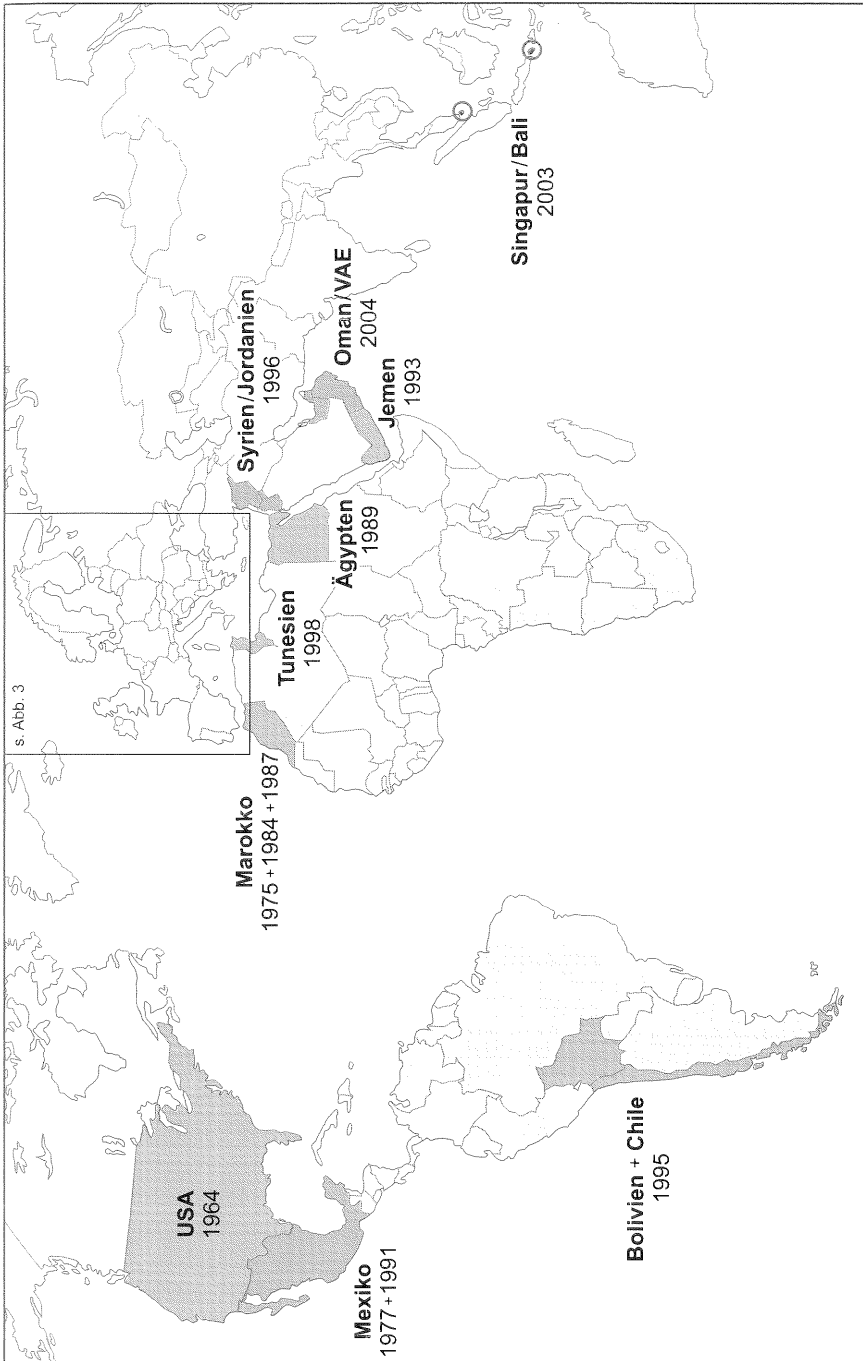 s. Abb. 3
USA
1964
Mexiko
1977+1991
Bolivien + Chile
1995
Marokko
1975+1984+1987
Tunesien
1998
Ägypten
1989
Syrien/Jordanien
1996
Jemen
1993
Oman/VAE
2004
Singapur/Bali
2003